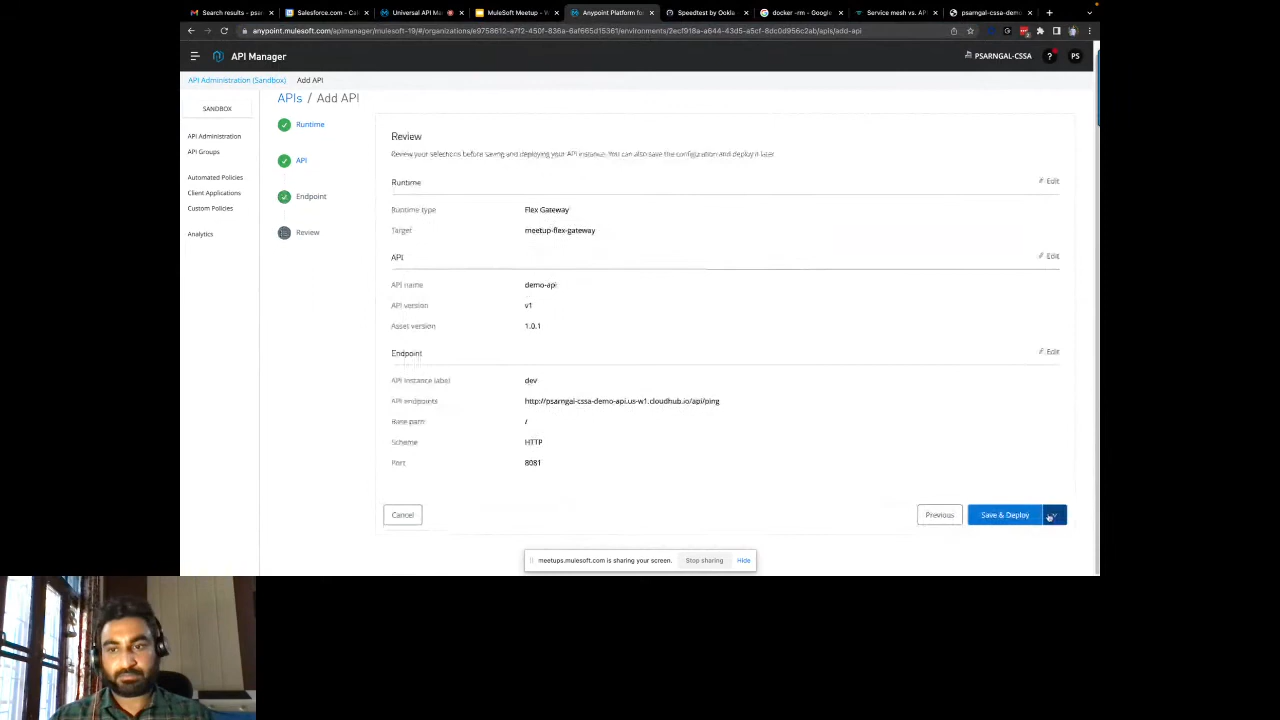 Search results - psar
Salesforce.com - Cal
Universal API Ma
MuleSoft Meetup - V
Anypoint Platform fo
Speedtest by Ookla
docker -rm - Google
Service mesh vs. AP
psarngal-cssa-demo
anypoint.mulesoft.com/apimanager/mulesoft-19/#/organizations/e9758612-a7f2-450f-836a-6af665d15361/environments/2ecf918a-a644-43d5-a5cf-8dc0d956c2ab/apis/add-api
API Manager
PSARNGAL-CSSA
?
PS
API Administration (Sandbox)
Add API
SANDBOX
APIs / Add API
API Administration
API Groups
Automated Policies
Client Applications
Custom Policies
Analytics
Runtime
API
Endpoint
Review
Review
Review your selections before saving and deploying your API instance. You can also save the configuration and deploy it later.
Runtime
Edit
Runtime type
Flex Gateway
Target
meetup-flex-gateway
API
Edit
API name
demo-api
API version
v1
Asset version
1.0.1
Endpoint
Edit
API instance label
dev
API endpoints
http://psarngal-cssa-demo-api.us-w1.cloudhub.io/api/ping
Base path
/
Scheme
HTTP
Port
8081
Cancel
Previous
Save & Deploy
meetups.mulesoft.com is sharing your screen.
Stop sharing
Hide